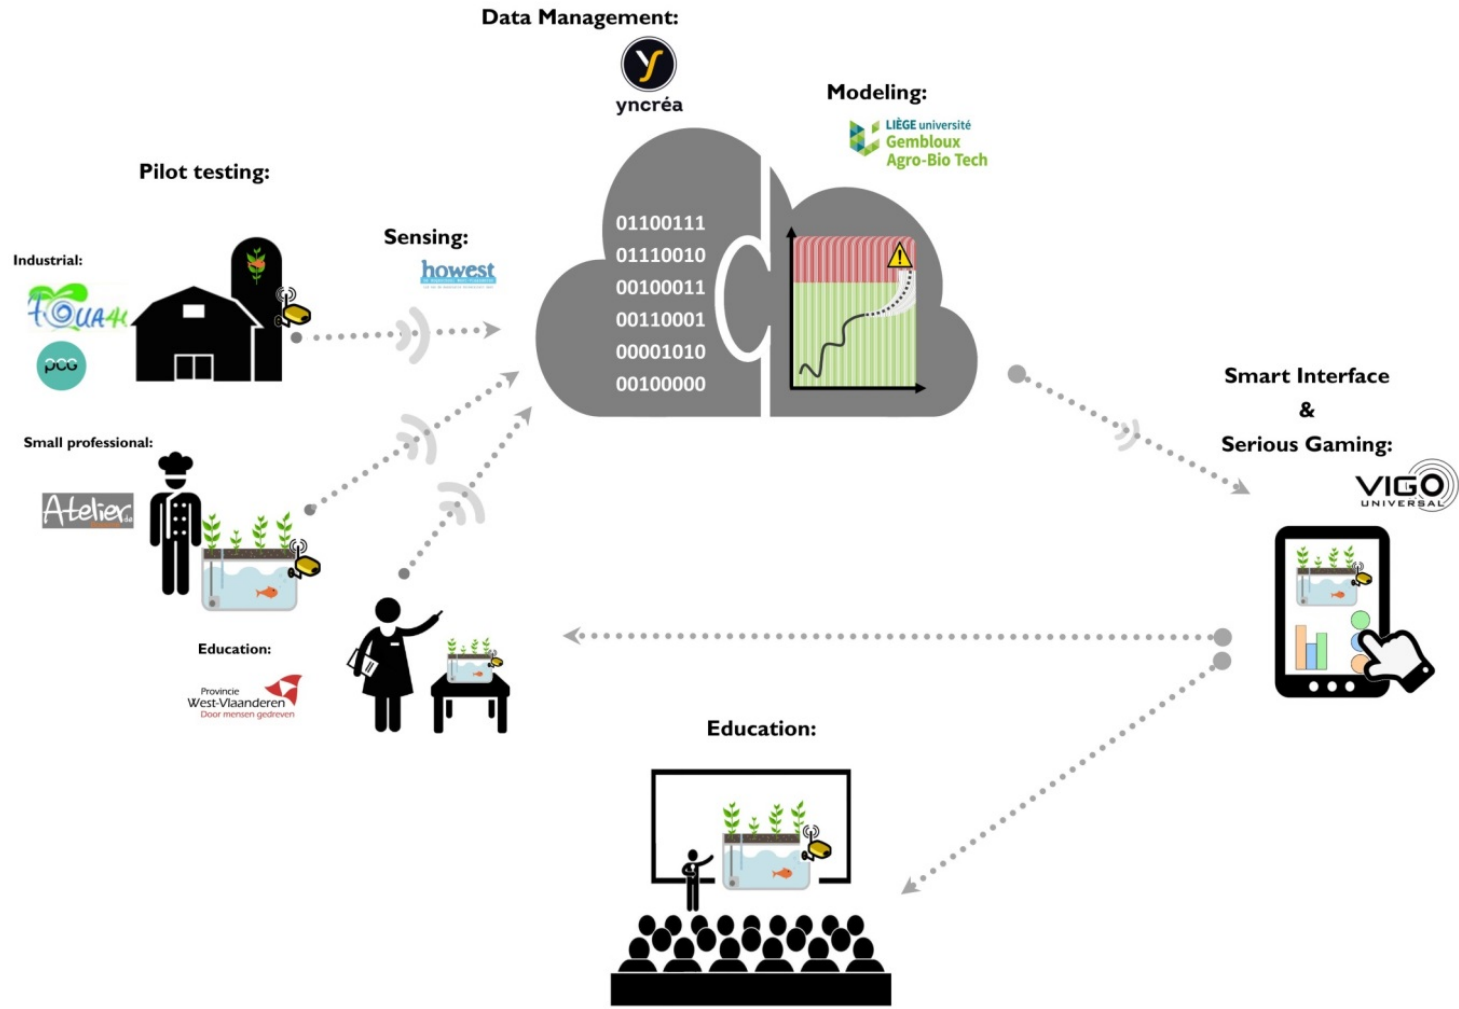 Data Management:
yncréa
Modeling:
LIÈGE université
Gembloux
Agro-Bio Tech
Pilot testing:
Sensing:
howest
Industrial:
pcg
01100111
01110010
00100011
00110001
00001010
00100000
Smart Interface
&
Serious Gaming:
VIGO
UNIVERSAL
Small professional:
Atelier
Education:
Provincie
West-Vlaanderen
Door mensen gedreven
Education: